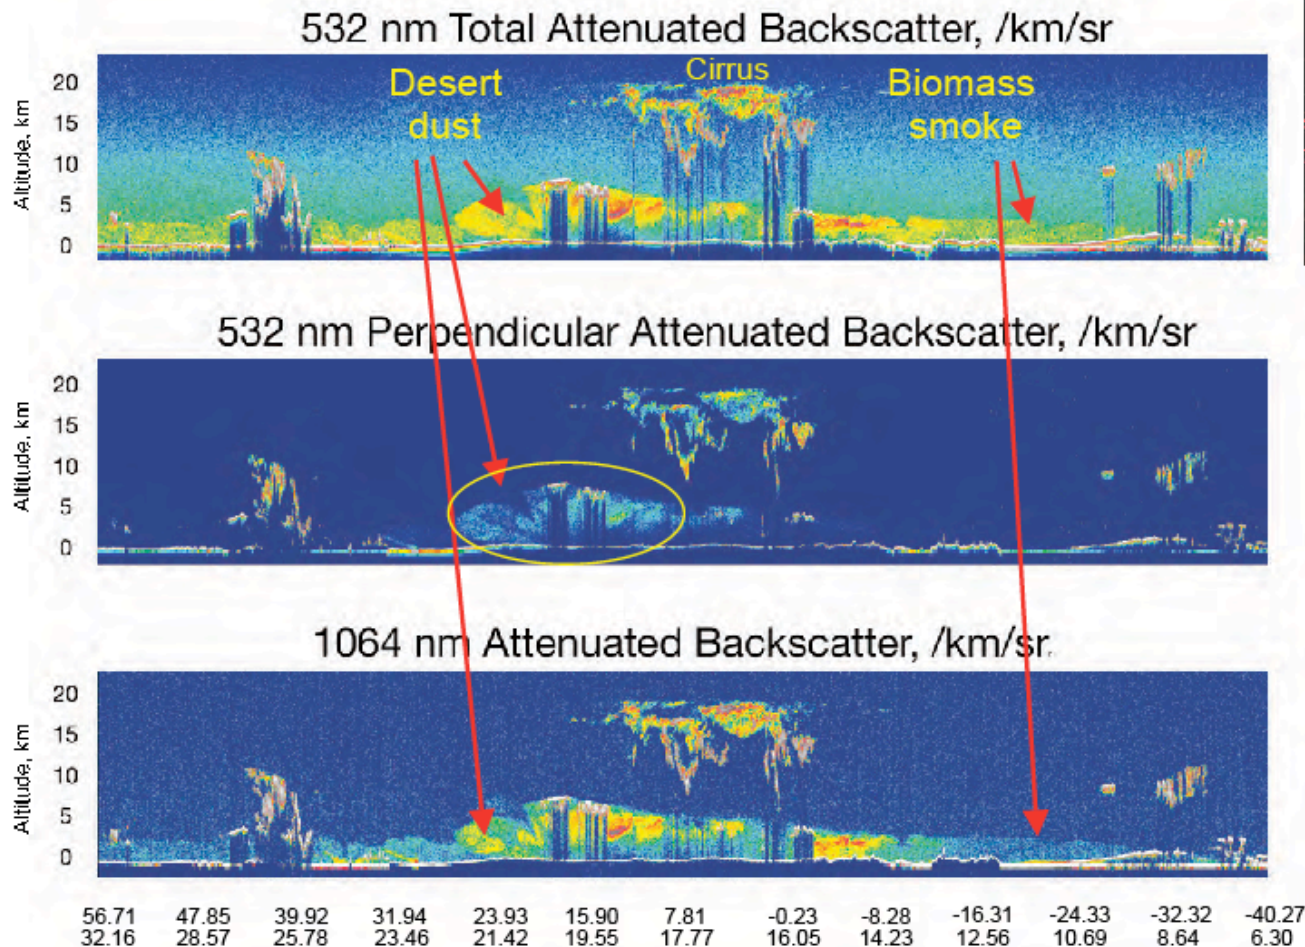 532 nm Total Attenuated Backscatter, /km/sr
Altitude, km
20
15
10
5
0
Desert
dust
Cirrus
Biomass
smoke
532 nm Perpendicular Attenuated Backscatter, /km/sr
Altitude, km
20
15
10
5
0
1064 nm Attenuated Backscatter, /km/sr.
Altitude, km
20
15
10
5
0
56.71 47.85 39.92 31.94 23.93 15.90 7.81 -0.23 -8.28 -16.31 -24.33 -32.32 -40.27
32.16 28.57 25.78 23.46 21.42 19.55 17.77 16.05 14.23 12.56 10.69 8.64 6.30